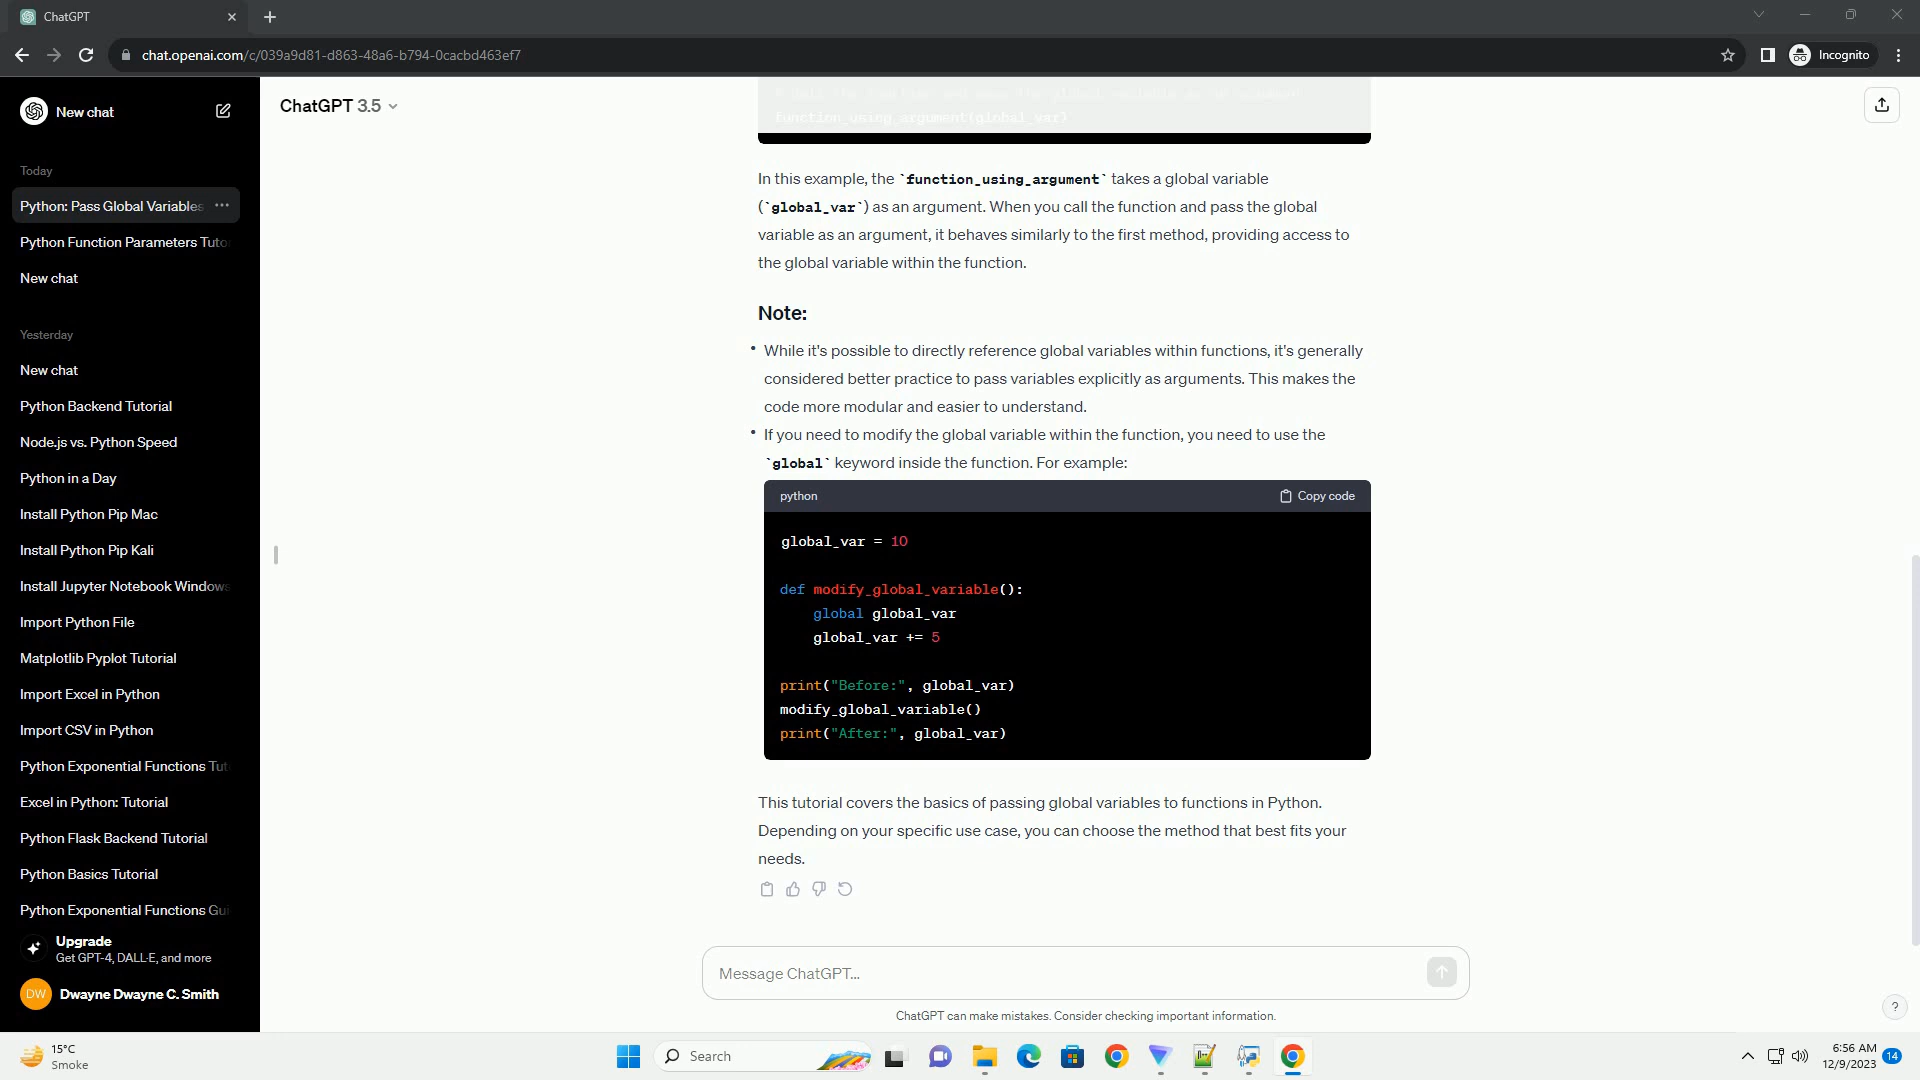 ChatGPT
chat.openai.com/c/039a9d81-d863-48a6-b794-0cacbd463ef7
Incognito
New chat
Today
Python: Pass Global Variables
Python Function Parameters Tuto
New chat
Yesterday
New chat
Python Backend Tutorial
Node.js vs. Python Speed
Python in a Day
Install Python Pip Mac
Install Python Pip Kali
Install Jupyter Notebook Windows
Import Python File
Matplotlib Pyplot Tutorial
Import Excel in Python
Import CSV in Python
Python Exponential Functions Tut
Excel in Python: Tutorial
Python Flask Backend Tutorial
Python Basics Tutorial
Python Exponential Functions Gui
Upgrade
Get GPT-4, DALL·E, and more
DW
Dwayne Dwayne C. Smith
ChatGPT 3.5
function_using_argument(global_var)
In this example, the `function_using_argument` takes a global variable
(`global_var`) as an argument. When you call the function and pass the global
variable as an argument, it behaves similarly to the first method, providing access to
the global variable within the function.
Note:
• While it's possible to directly reference global variables within functions, it's generally
considered better practice to pass variables explicitly as arguments. This makes the
code more modular and easier to understand.
• If you need to modify the global variable within the function, you need to use the
`global` keyword inside the function. For example:
python Copy code
global_var = 10
def modify_global_variable():
global global_var
global_var += 5
print("Before:", global_var)
modify_global_variable()
print("After:", global_var)
This tutorial covers the basics of passing global variables to functions in Python.
Depending on your specific use case, you can choose the method that best fits your
needs.
Message ChatGPT...
ChatGPT can make mistakes. Consider checking important information.
?
15°C
Smoke
Search
6:56 AM
12/9/2023
14